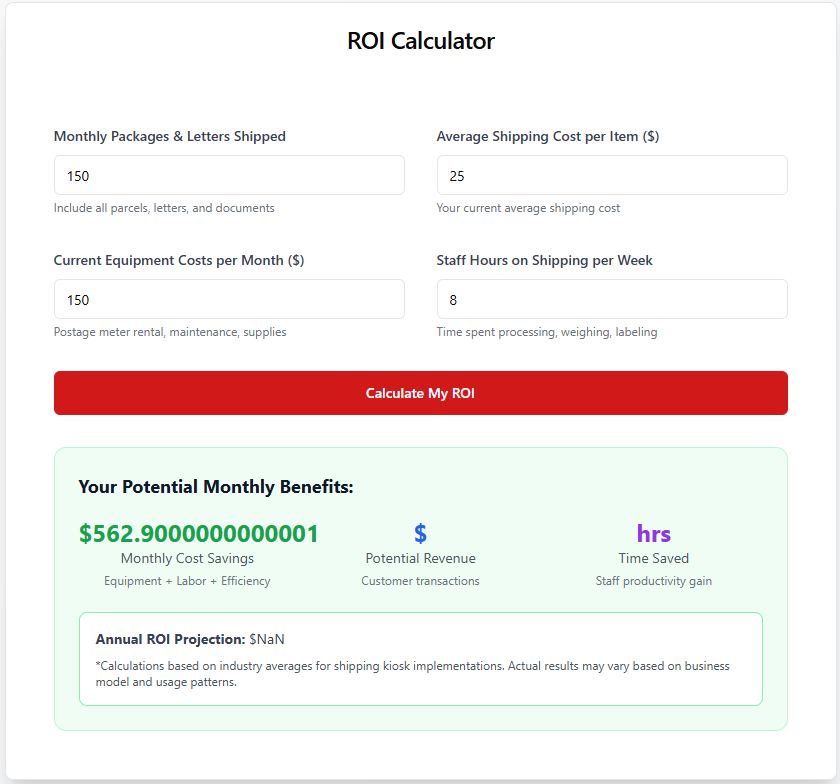 ROI Calculator
Monthly Packages & Letters Shipped
150
Include all parcels, letters, and documents
Average Shipping Cost per Item ($)
25
Your current average shipping cost
Current Equipment Costs per Month ($)
150
Postage meter rental, maintenance, supplies
Staff Hours on Shipping per Week
8
Time spent processing, weighing, labeling
Calculate My ROI
Your Potential Monthly Benefits:
$562.9000000000001
Monthly Cost Savings
Equipment + Labor + Efficiency
$
Potential Revenue
Customer transactions
hrs
Time Saved
Staff productivity gain
Annual ROI Projection: $NaN
*Calculations based on industry averages for shipping kiosk implementations. Actual results may vary based on business
model and usage patterns.